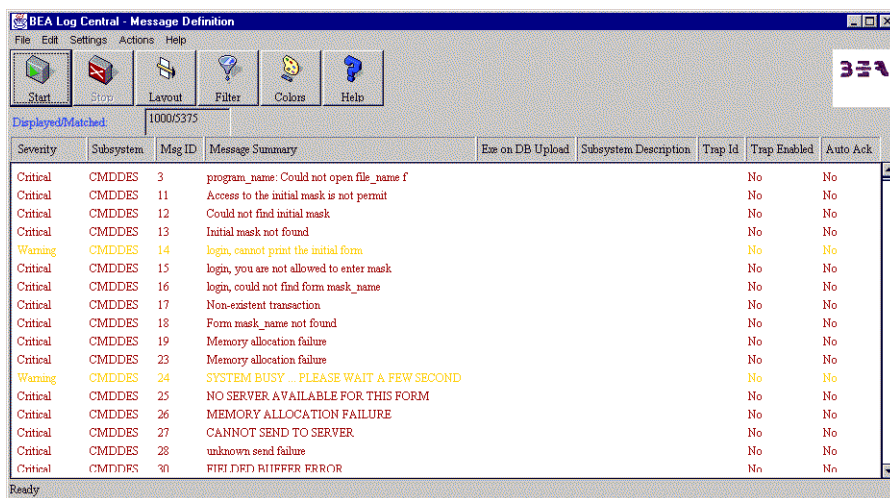 BEA Log Central - Message Definition
File Edit Settings Actions Help
Start Stop Layout Filter Colors Help
bea
Displayed/Matched: 1000/5375
Severity Subsystem Msg ID Message Summary Exe on DB Upload Subsystem Description Trap Id Trap Enabled Auto Ack
Critical CMDDES 3 program_name: Could not open file_name f No No
Critical CMDDES 11 Access to the initial mask is not permit No No
Critical CMDDES 12 Could not find initial mask No No
Critical CMDDES 13 Initial mask not found No No
Warning CMDDES 14 login, cannot print the initial form No No
Critical CMDDES 15 login, you are not allowed to enter mask No No
Critical CMDDES 16 login, could not find form mask_name No No
Critical CMDDES 17 Non-existent transaction No No
Critical CMDDES 18 Form mask_name not found No No
Critical CMDDES 19 Memory allocation failure No No
Critical CMDDES 23 Memory allocation failure No No
Warning CMDDES 24 SYSTEM BUSY ... PLEASE WAIT A FEW SECOND No No
Critical CMDDES 25 NO SERVER AVAILABLE FOR THIS FORM No No
Critical CMDDES 26 MEMORY ALLOCATION FAILURE No No
Critical CMDDES 27 CANNOT SEND TO SERVER No No
Critical CMDDES 28 unknown send failure No No
Critical CMDDES 30 FIELDED BUFFER ERROR No No
Ready